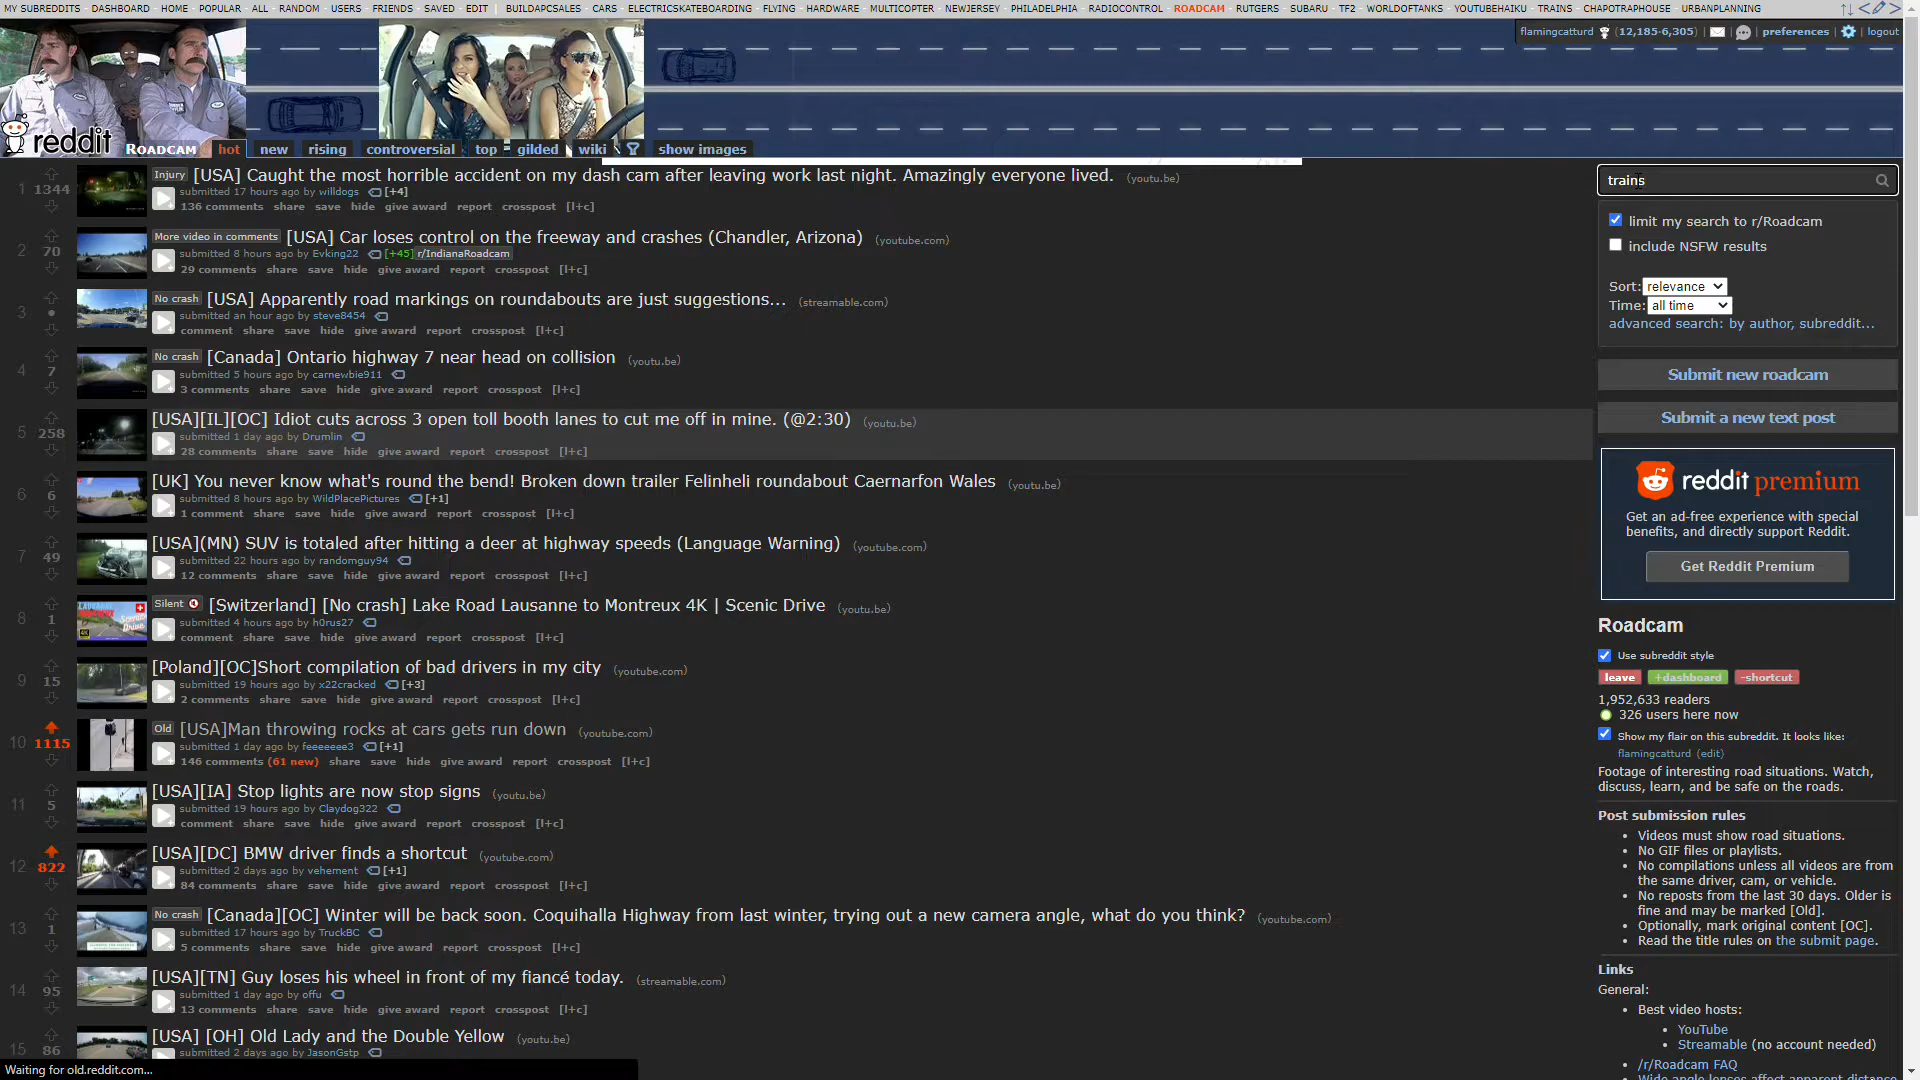 MY SUBREDDITS - DASHBOARD - HOME - POPULAR - ALL - RANDOM - USERS - FRIENDS - SAVED - EDIT | BUILDAPCSALES - CARS - ELECTRICSKATEBOARDING - FLYING - HARDWARE - MULTICOPTER - NEWJERSEY - PHILADELPHIA - RADIOCONTROL - ROADCAM - RUTGERS - SUBARU - TF2 - WORLDOFTANKS - YOUTUBEHAIKU - TRAINS - CHAPOTRAPHOUSE - URBANPLANNING
flamingcatturd (12,185·6,305) | preferences | logout
reddit ROADCAM hot new rising controversial top gilded wiki show images
1 1344 Injury [USA] Caught the most horrible accident on my dash cam after leaving work last night. Amazingly everyone lived. (youtu.be)
submitted 17 hours ago by willdogs [+4]
136 comments share save hide give award report crosspost [l+c]
2 70 More video in comments [USA] Car loses control on the freeway and crashes (Chandler, Arizona) (youtube.com)
submitted 8 hours ago by Evking22 [+45] r/IndianaRoadcam
29 comments share save hide give award report crosspost [l+c]
3 • No crash [USA] Apparently road markings on roundabouts are just suggestions... (streamable.com)
submitted an hour ago by steve8454
comment share save hide give award report crosspost [l+c]
4 7 No crash [Canada] Ontario highway 7 near head on collision (youtu.be)
submitted 5 hours ago by carnewbie911
3 comments share save hide give award report crosspost [l+c]
5 258 [USA][IL][OC] Idiot cuts across 3 open toll booth lanes to cut me off in mine. (@2:30) (youtu.be)
submitted 1 day ago by Drumlin
28 comments share save hide give award report crosspost [l+c]
6 6 [UK] You never know what's round the bend! Broken down trailer Felinheli roundabout Caernarfon Wales (youtu.be)
submitted 8 hours ago by WildPlacePictures [+1]
1 comment share save hide give award report crosspost [l+c]
7 49 [USA](MN) SUV is totaled after hitting a deer at highway speeds (Language Warning) (youtube.com)
submitted 22 hours ago by randomguy94
12 comments share save hide give award report crosspost [l+c]
8 1 Silent [Switzerland] [No crash] Lake Road Lausanne to Montreux 4K | Scenic Drive (youtu.be)
submitted 4 hours ago by h0rus27
comment share save hide give award report crosspost [l+c]
9 15 [Poland][OC]Short compilation of bad drivers in my city (youtube.com)
submitted 19 hours ago by x22cracked [+3]
2 comments share save hide give award report crosspost [l+c]
10 1115 Old [USA]Man throwing rocks at cars gets run down (youtube.com)
submitted 1 day ago by feeeeeee3 [+1]
146 comments (61 new) share save hide give award report crosspost [l+c]
11 5 [USA][IA] Stop lights are now stop signs (youtu.be)
submitted 19 hours ago by Claydog322
comment share save hide give award report crosspost [l+c]
12 822 [USA][DC] BMW driver finds a shortcut (youtube.com)
submitted 2 days ago by vehement [+1]
84 comments share save hide give award report crosspost [l+c]
13 1 No crash [Canada][OC] Winter will be back soon. Coquihalla Highway from last winter, trying out a new camera angle, what do you think? (youtube.com)
submitted 17 hours ago by TruckBC
5 comments share save hide give award report crosspost [l+c]
14 95 [USA][TN] Guy loses his wheel in front of my fiancé today. (streamable.com)
submitted 1 day ago by offu
13 comments share save hide give award report crosspost [l+c]
15 86 [USA] [OH] Old Lady and the Double Yellow (youtu.be)
submitted 2 days ago by JasonGstp
Waiting for old.reddit.com...
trains
limit my search to r/Roadcam
include NSFW results
Sort: relevance
Time: all time
advanced search: by author, subreddit...
Submit new roadcam
Submit a new text post
reddit premium
Get an ad-free experience with special
benefits, and directly support Reddit.
Get Reddit Premium
Roadcam
Use subreddit style
leave +dashboard -shortcut
1,952,633 readers
326 users here now
Show my flair on this subreddit. It looks like:
flamingcatturd (edit)
Footage of interesting road situations. Watch,
discuss, learn, and be safe on the roads.
Post submission rules
• Videos must show road situations.
• No GIF files or playlists.
• No compilations unless all videos are from
the same driver, cam, or vehicle.
• No reposts from the last 30 days. Older is
fine and may be marked [Old].
• Optionally, mark original content [OC].
• Read the title rules on the submit page.
Links
General:
• Best video hosts:
• YouTube
• Streamable (no account needed)
• /r/Roadcam FAQ
• Wide angle lenses affect apparent distance